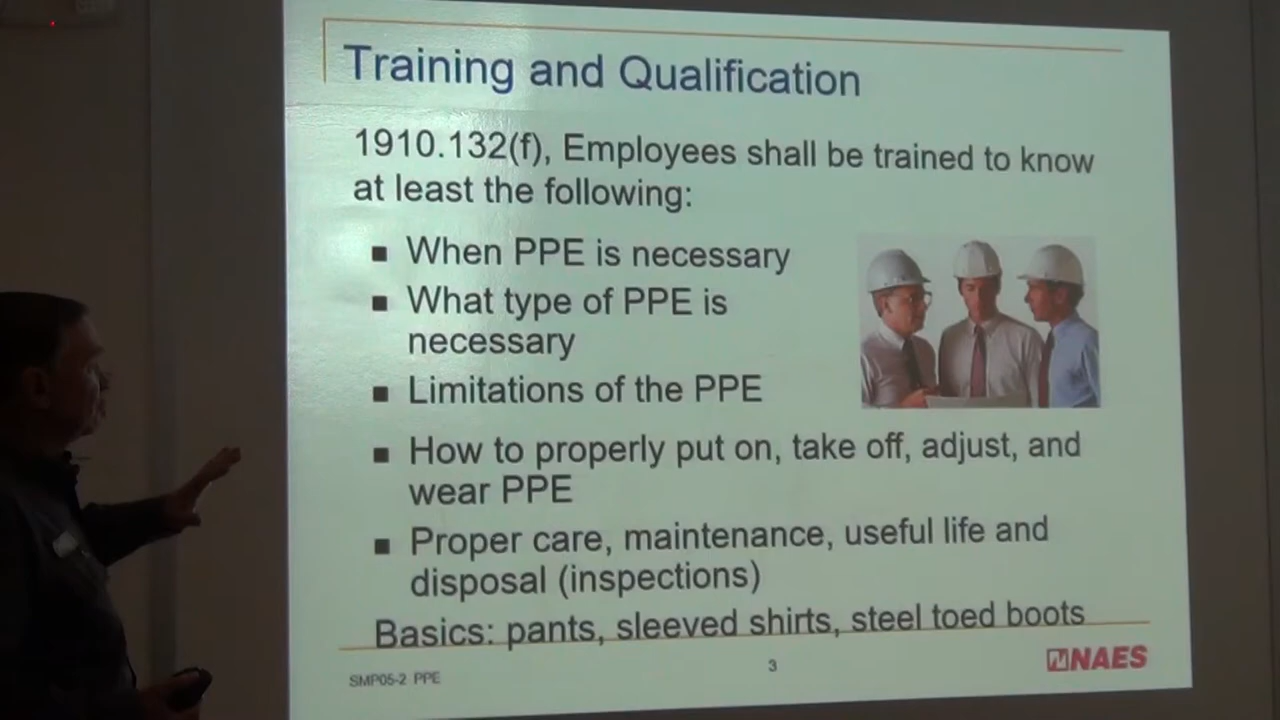 Training and Qualification
1910.132(f), Employees shall be trained to know
at least the following:
■ When PPE is necessary
■ What type of PPE is
necessary
■ Limitations of the PPE
■ How to properly put on, take off, adjust, and
wear PPE
■ Proper care, maintenance, useful life and
disposal (inspections)
Basics: pants, sleeved shirts, steel toed boots
SMP05-2 PPE
3
NAES